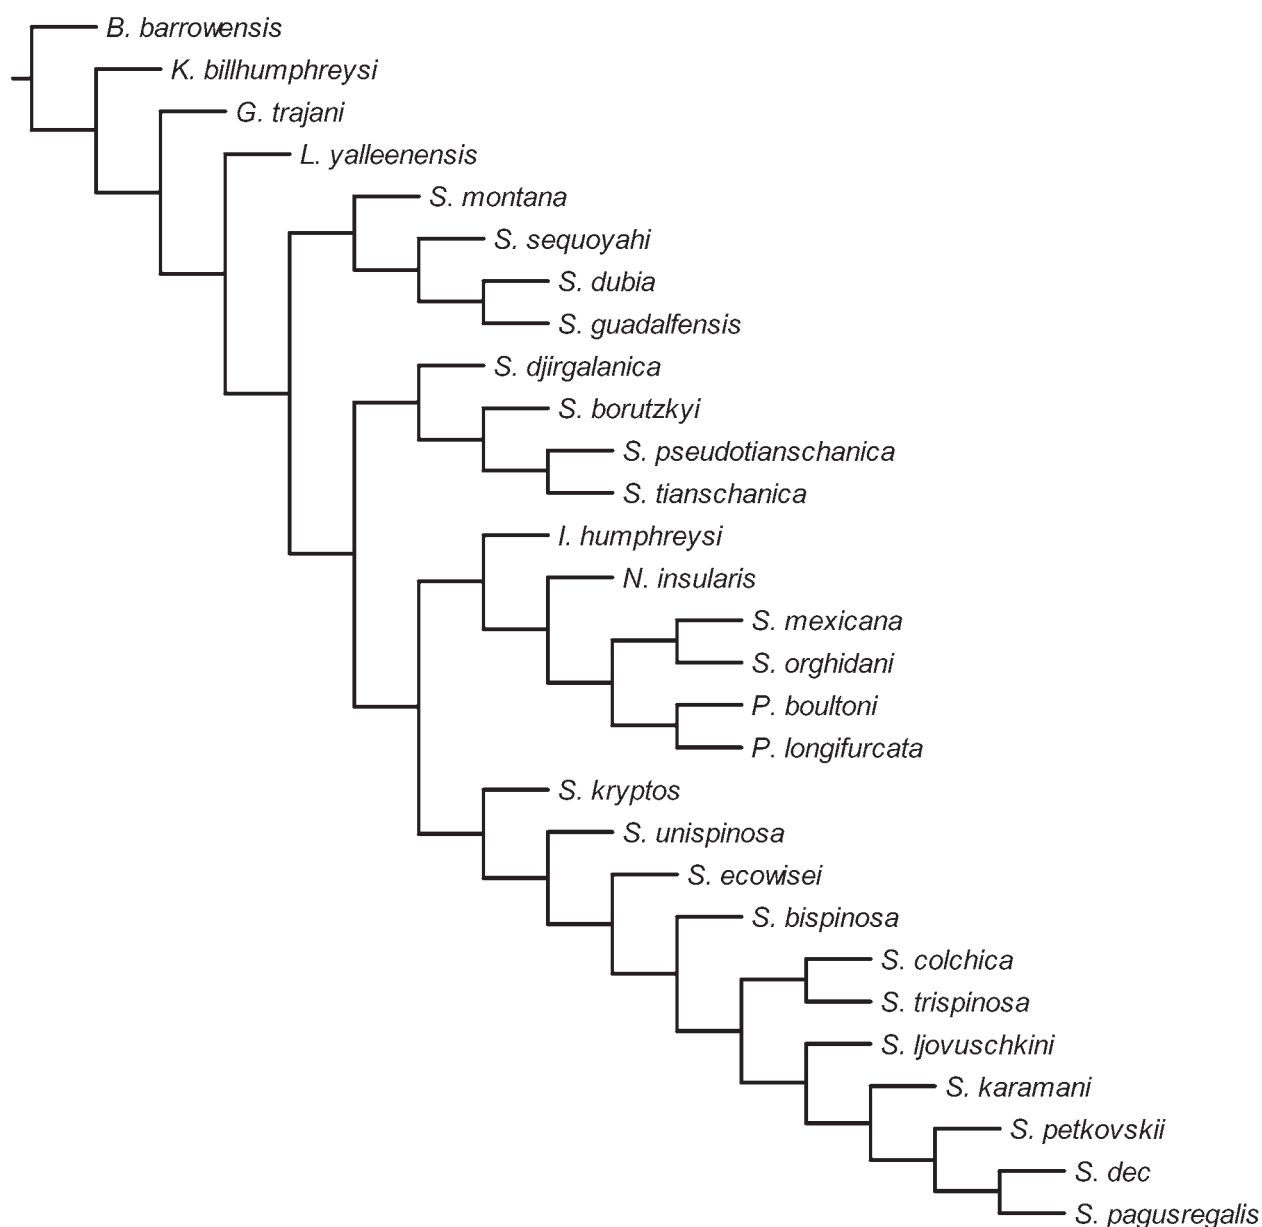 B. barrowensis
K. billhumphreysi
G. trajani
L. yalleenensis
S. montana
S. sequoyahi
S. dubia
S. guadalfensis
S. djirgalanica
S. borutzkyi
S. pseudotianschanica
S. tianschanica
I. humphreysi
N. insularis
S. mexicana
S. orghidani
P. boultoni
P. longifurcata
S. kryptos
S. unispinosa
S. ecowisei
S. bispinosa
S. colchica
S. trispinosa
S. ljovuschkini
S. karamani
S. petkovskii
S. dec
S. pagusregalis